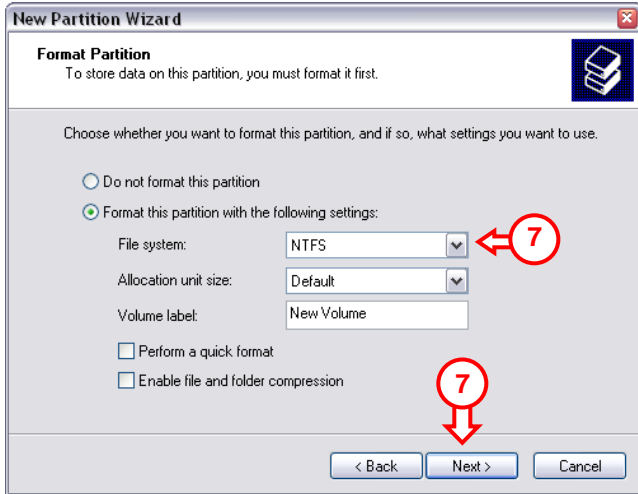 New Partition Wizard
Format Partition
To store data on this partition, you must format it first.
Choose whether you want to format this partition, and if so, what settings you want to use.
Do not format this partition
Format this partition with the following settings:
File system: NTFS 7
Allocation unit size: Default
Volume label: New Volume
Perform a quick format
Enable file and folder compression
7
< Back Next > Cancel